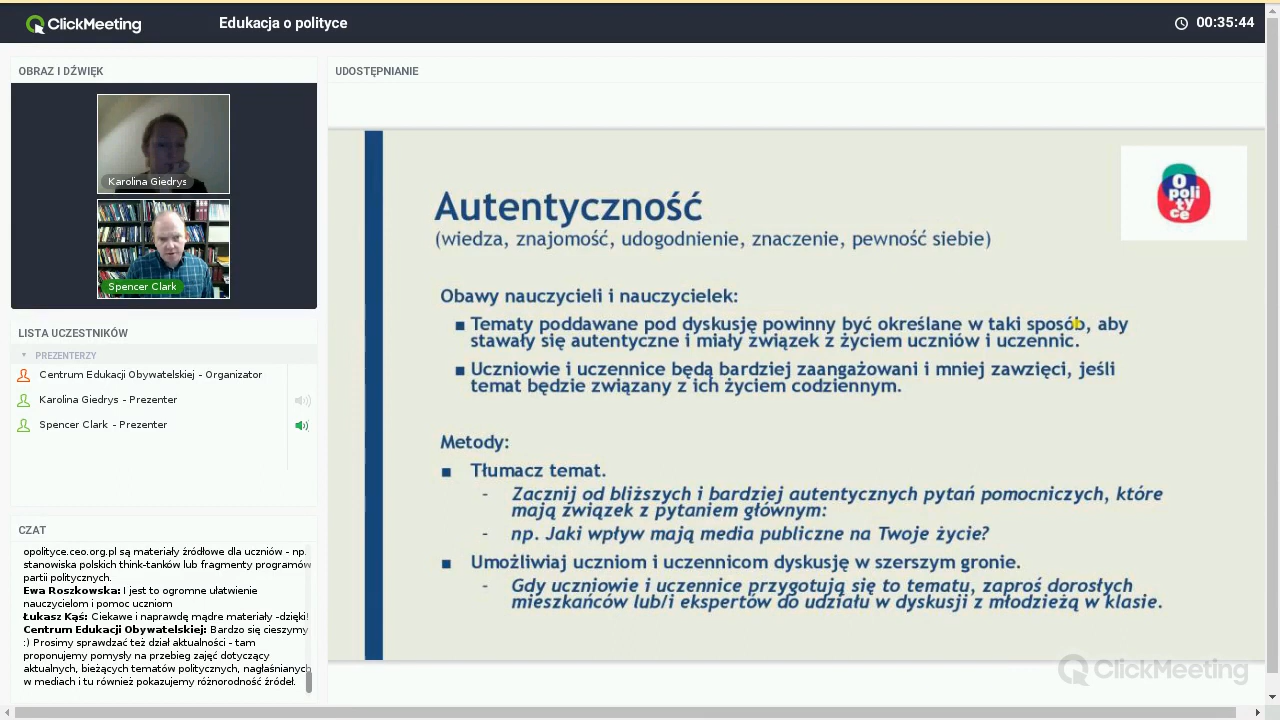 ClickMeeting
Edukacja o polityce
00:35:44
OBRAZ I DŹWIĘK
Karolina Giedrys
Spencer Clark
LISTA UCZESTNIKÓW
PREZENTERZY
Centrum Edukacji Obywatelskiej - Organizator
Karolina Giedrys - Prezenter
Spencer Clark - Prezenter
CZAT
opolityce.ceo.org.pl są materiały źródłowe dla uczniów - np.
stanowiska polskich think-tanków lub fragmenty programów
partii politycznych.
Ewa Roszkowska: I jest to ogromne ułatwienie
nauczycielom i pomoc uczniom
Łukasz Kąś: Ciekawe i naprawdę mądre materiały -dzięki!
Centrum Edukacji Obywatelskiej: Bardzo się cieszymy
:) Prosimy sprawdzać też dział aktualności - tam
proponujemy pomysły na przebieg zajęć dotyczący
aktualnych, bieżących tematów politycznych, nagłaśnianych
w mediach i tu również pokazujemy różnorodność źródeł.
UDOSTĘPNIANIE
O
poli
ty
ce
Autentyczność
(wiedza, znajomość, udogodnienie, znaczenie, pewność siebie)
Obawy nauczycieli i nauczycielek:
■ Tematy poddawane pod dyskusję powinny być określane w taki sposób, aby
stawały się autentyczne i miały związek z życiem uczniów i uczennic.
■ Uczniowie i uczennice będą bardziej zaangażowani i mniej zawzięci, jeśli
temat będzie związany z ich życiem codziennym.
Metody:
■ Tłumacz temat.
- Zacznij od bliższych i bardziej autentycznych pytań pomocniczych, które
mają związek z pytaniem głównym:
- np. Jaki wpływ mają media publiczne na Twoje życie?
■ Umożliwiaj uczniom i uczennicom dyskusję w szerszym gronie.
- Gdy uczniowie i uczennice przygotują się to tematu, zaproś dorosłych
mieszkańców lub/i ekspertów do udziału w dyskusji z młodzieżą w klasie.
ClickMeeting